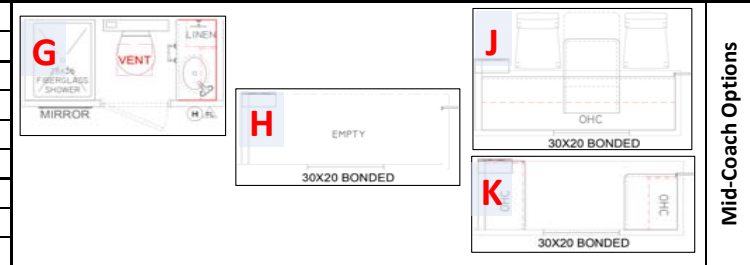 G
LINEN
VENT
FIBERGLASS
SHOWER
MIRROR
H
H
EMPTY
30X20 BONDED
J
OHC
30X20 BONDED
K
OHC
OHC
30X20 BONDED
Mid-Coach Options